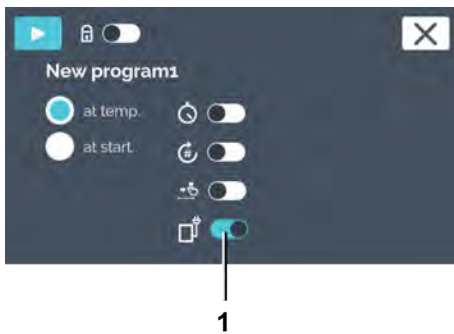 New program1
at temp.
at start.
#
1